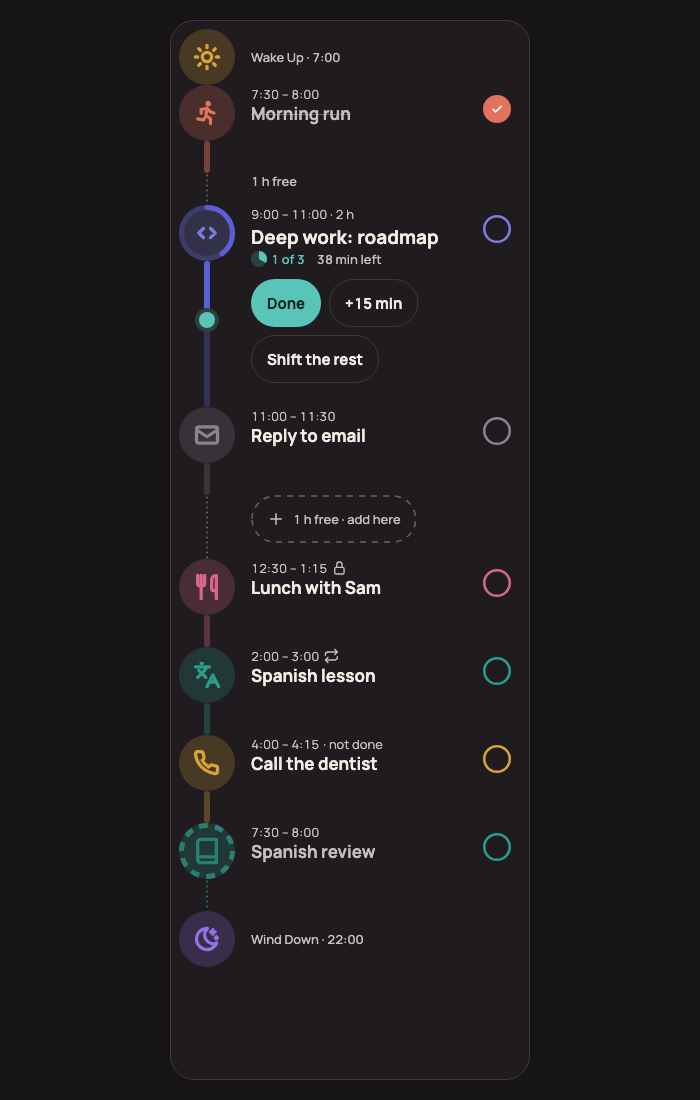 Wake Up · 7:00
7:30 – 8:00
Morning run
1 h free
9:00 – 11:00 · 2 h
Deep work: roadmap
1 of 3 38 min left
Done +15 min
Shift the rest
11:00 – 11:30
Reply to email
1 h free · add here
12:30 – 1:15
Lunch with Sam
2:00 – 3:00
Spanish lesson
4:00 – 4:15 · not done
Call the dentist
7:30 – 8:00
Spanish review
Wind Down · 22:00